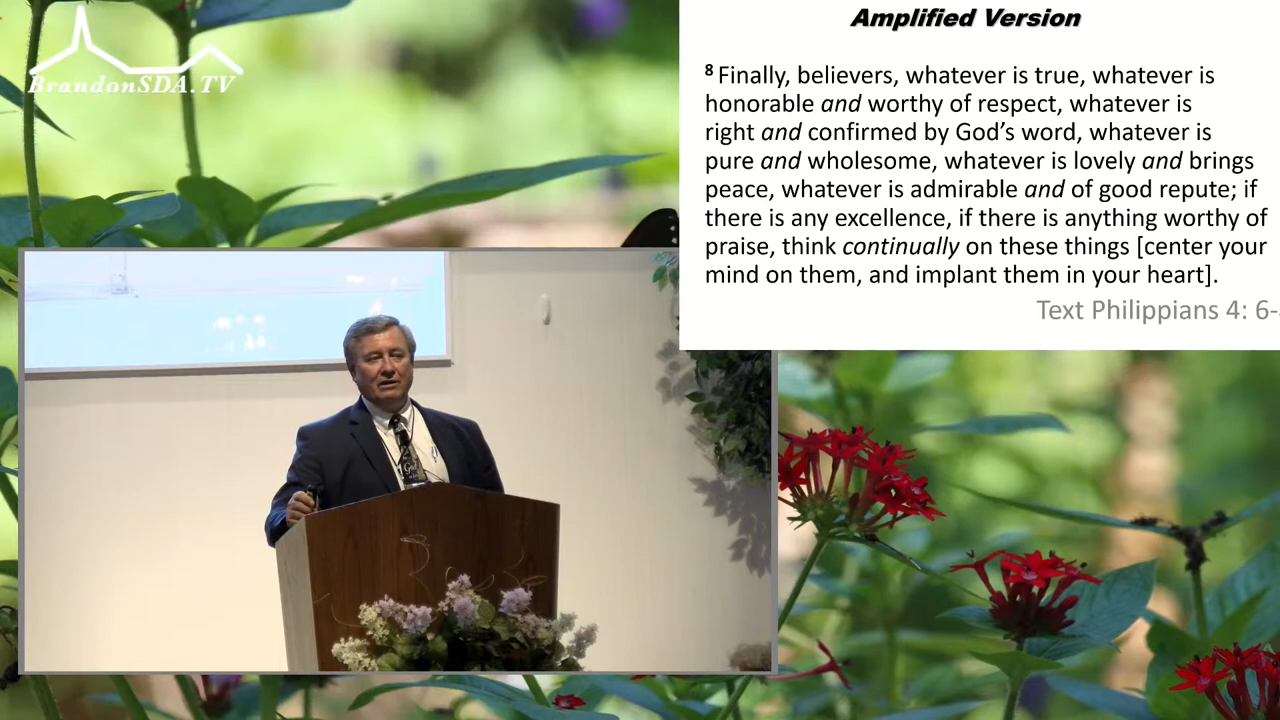 BrandonSDA.TV
Amplified Version
8 Finally, believers, whatever is true, whatever is
honorable and worthy of respect, whatever is
right and confirmed by God’s word, whatever is
pure and wholesome, whatever is lovely and brings
peace, whatever is admirable and of good repute; if
there is any excellence, if there is anything worthy of
praise, think continually on these things [center your
mind on them, and implant them in your heart].
Text Philippians 4: 6-